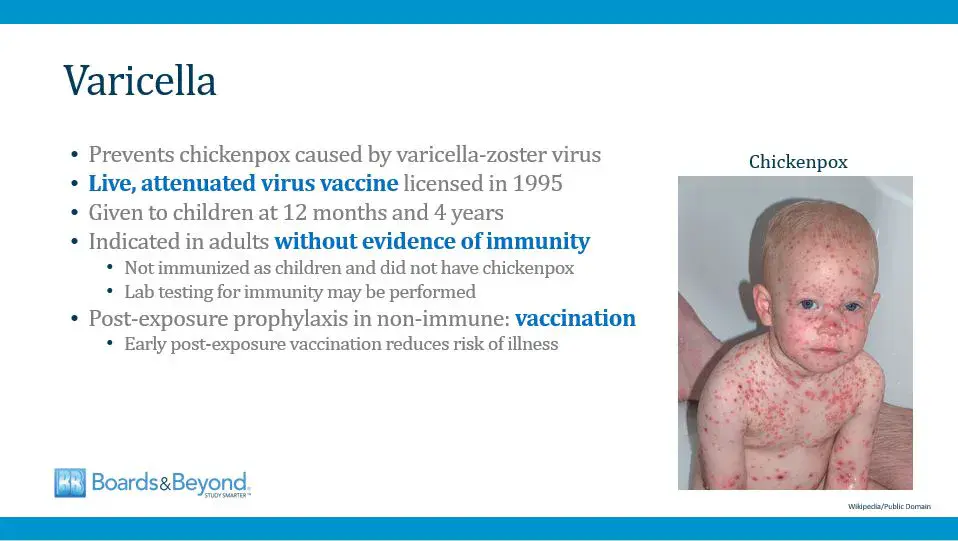 Varicella
• Prevents chickenpox caused by varicella-zoster virus
• Live, attenuated virus vaccine licensed in 1995
• Given to children at 12 months and 4 years
• Indicated in adults without evidence of immunity
• Not immunized as children and did not have chickenpox
• Lab testing for immunity may be performed
• Post-exposure prophylaxis in non-immune: vaccination
• Early post-exposure vaccination reduces risk of illness
Chickenpox
BB Boards&Beyond.
STUDY SMARTER™
Wikipedia/Public Domain